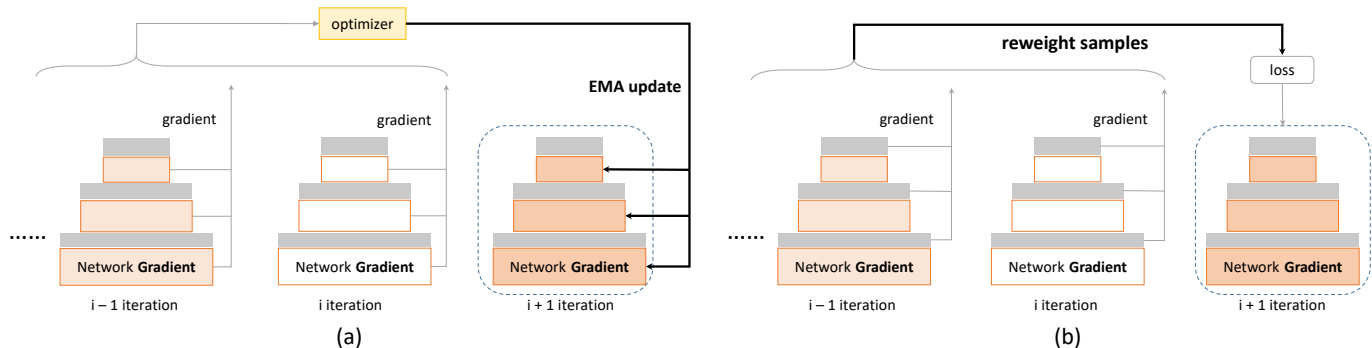 optimizer
EMA update
gradient
gradient
......
Network Gradient
Network Gradient
Network Gradient
i – 1 iteration
i iteration
i + 1 iteration
(a)
reweight samples
loss
gradient
gradient
......
Network Gradient
Network Gradient
Network Gradient
i – 1 iteration
i iteration
i + 1 iteration
(b)